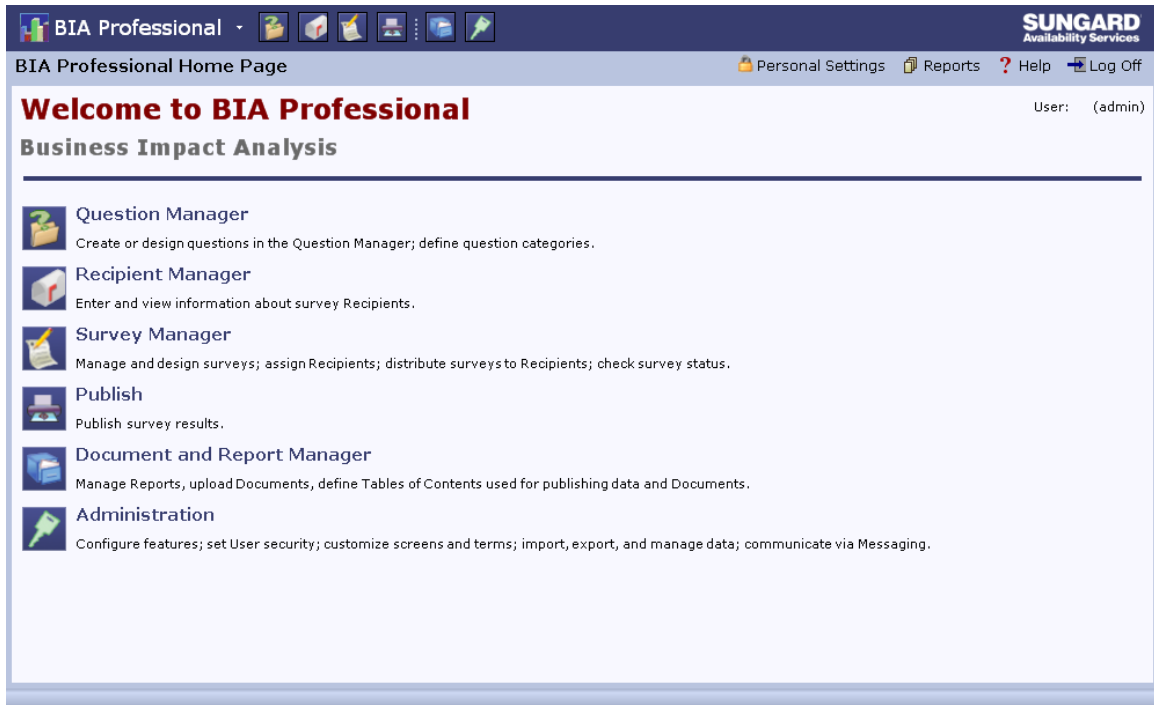 BIA Professional
SUNGARD
Availability Services
BIA Professional Home Page
Personal Settings Reports ? Help Log Off
Welcome to BIA Professional
User: (admin)
Business Impact Analysis
Question Manager
Create or design questions in the Question Manager; define question categories.
Recipient Manager
Enter and view information about survey Recipients.
Survey Manager
Manage and design surveys; assign Recipients; distribute surveys to Recipients; check survey status.
Publish
Publish survey results.
Document and Report Manager
Manage Reports, upload Documents, define Tables of Contents used for publishing data and Documents.
Administration
Configure features; set User security; customize screens and terms; import, export, and manage data; communicate via Messaging.